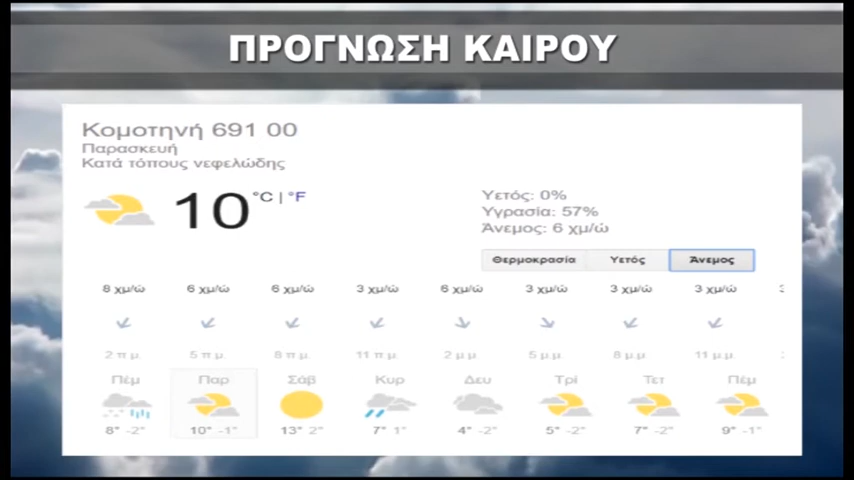 ΠΡΟΓΝΩΣΗ ΚΑΙΡΟΥ
Κομοτηνή 691 00
Παρασκευή
Κατά τόπους νεφελώδης
10 °C | °F
Υετός: 0%
Υγρασία: 57%
Άνεμος: 6 χμ/ώ
Θερμοκρασία Υετός Άνεμος
8 χμ/ώ 6 χμ/ώ 6 χμ/ώ 3 χμ/ώ 6 χμ/ώ 3 χμ/ώ 3 χμ/ώ 3 χμ/ώ
2 π.μ. 5 π.μ. 8 π.μ. 11 π.μ. 2 μ.μ. 5 μ.μ. 8 μ.μ. 11 μ.μ.
Πέμ Παρ Σάβ Κυρ Δευ Τρί Τετ Πέμ
8° -2° 10° -1° 13° 2° 7° 1° 4° -2° 5° -2° 7° -2° 9° -1°